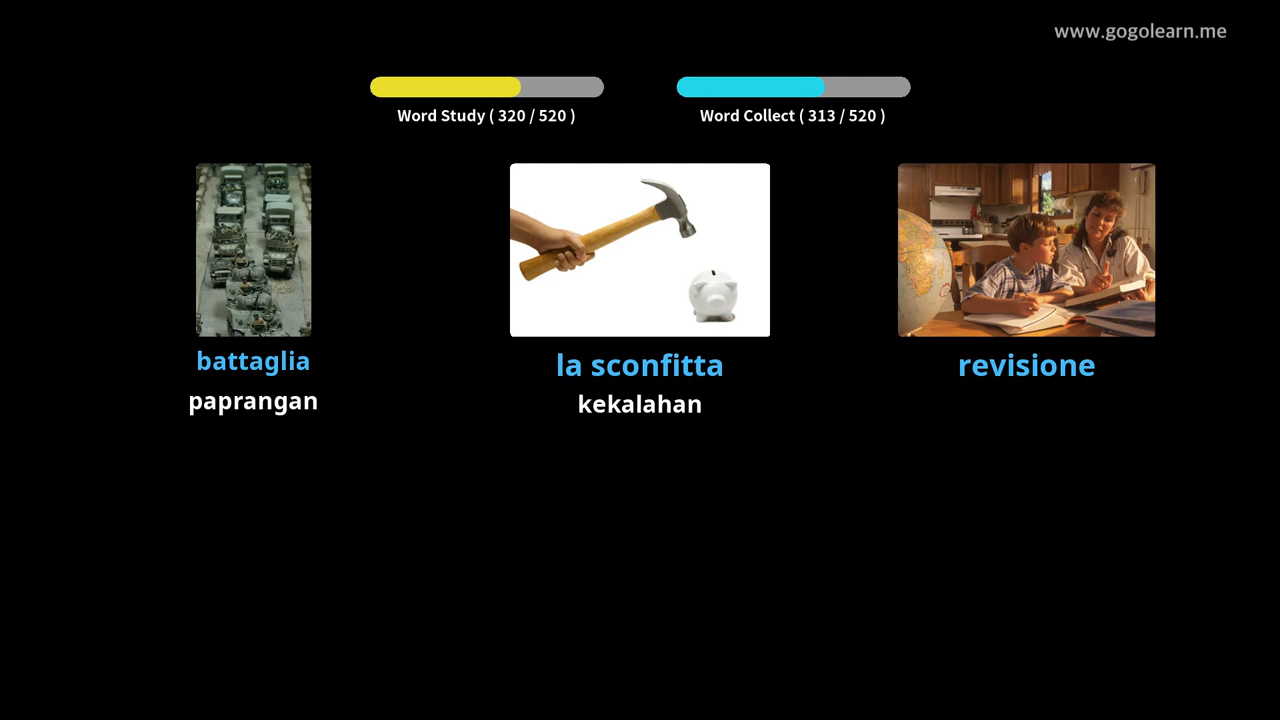 www.gogolearn.me
Word Study ( 320 / 520 )
Word Collect ( 313 / 520 )
battaglia
paprangan
la sconfitta
kekalahan
revisione